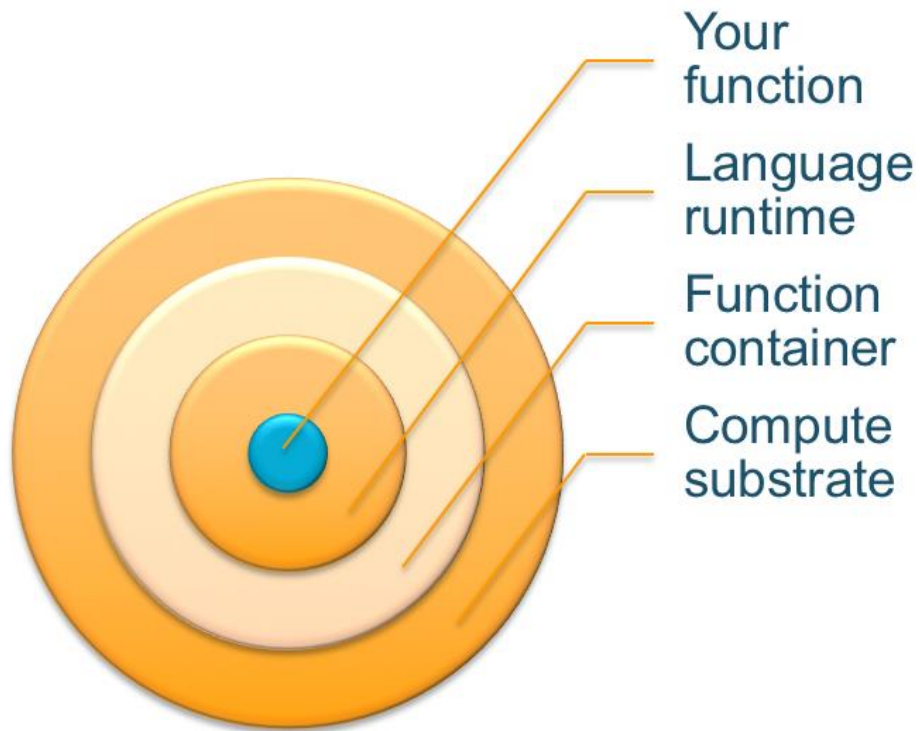 Your
function
Language
runtime
Function
container
Compute
substrate